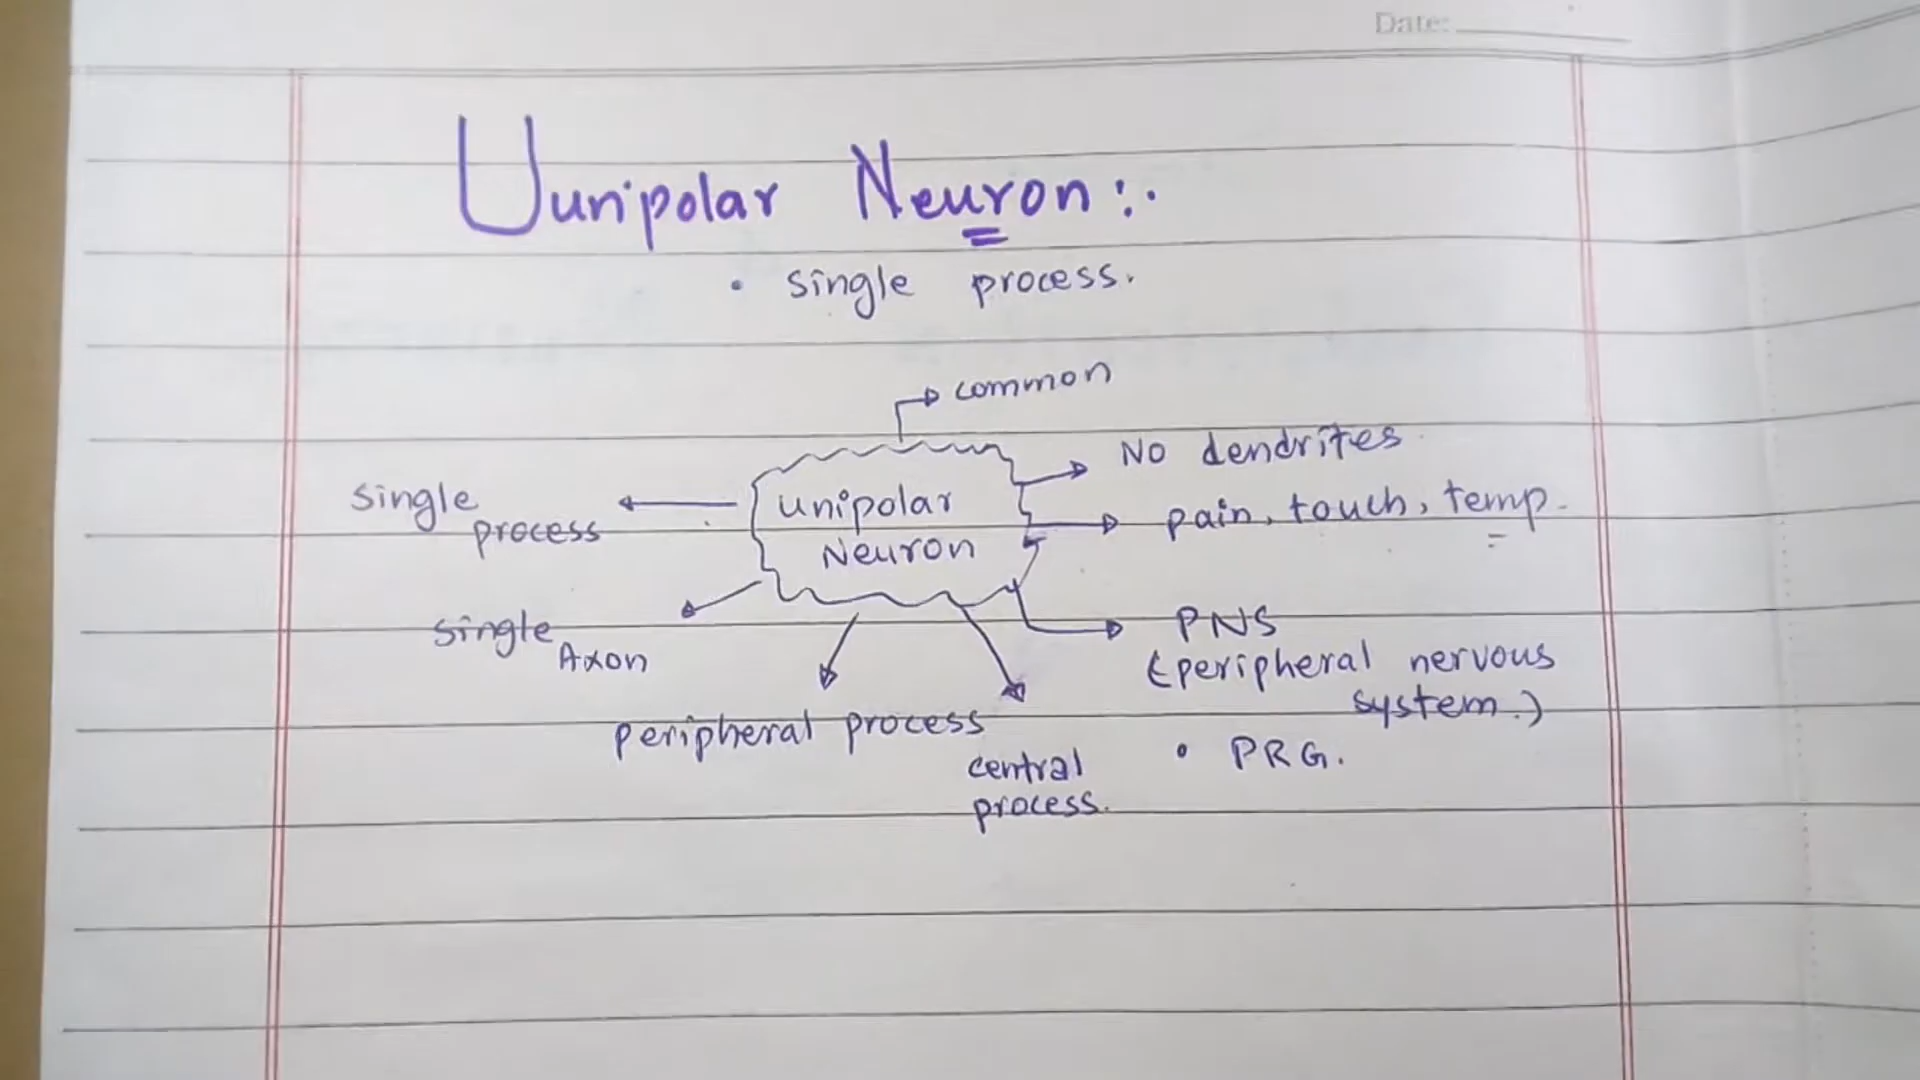 Date:
Uunipolar Neuron:.
• single process.
common
No dendrites
single process
unipolar Neuron
pain, touch, temp.
single Axon
PNS
(peripheral nervous system.)
peripheral process
central process.
• PRG.